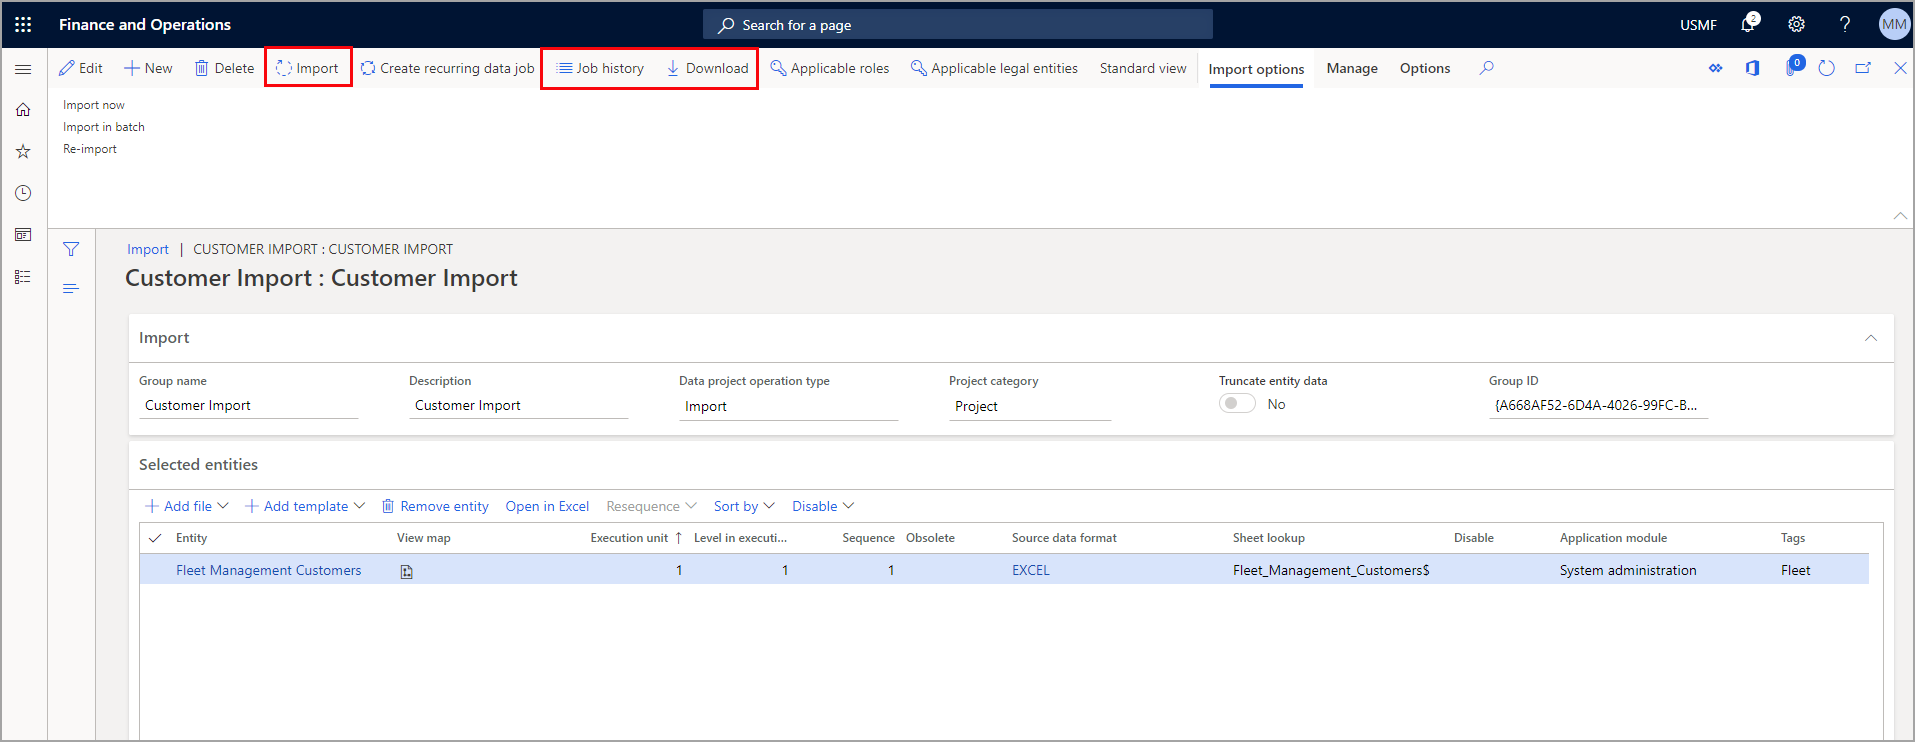 Finance and Operations Search for a page USMF 2 ? MM
Edit New Delete Import Create recurring data job Job history Download Applicable roles Applicable legal entities Standard view Import options Manage Options 0
Import now
Import in batch
Re-import
Import | CUSTOMER IMPORT : CUSTOMER IMPORT
Customer Import : Customer Import
Import
Group name Description Data project operation type Project category Truncate entity data Group ID
Customer Import Customer Import Import Project No {A668AF52-6D4A-4026-99FC-B...
Selected entities
Add file Add template Remove entity Open in Excel Resequence Sort by Disable
Entity View map Execution unit ↑ Level in executi... Sequence Obsolete Source data format Sheet lookup Disable Application module Tags
Fleet Management Customers 1 1 1 EXCEL Fleet_Management_Customers$ System administration Fleet